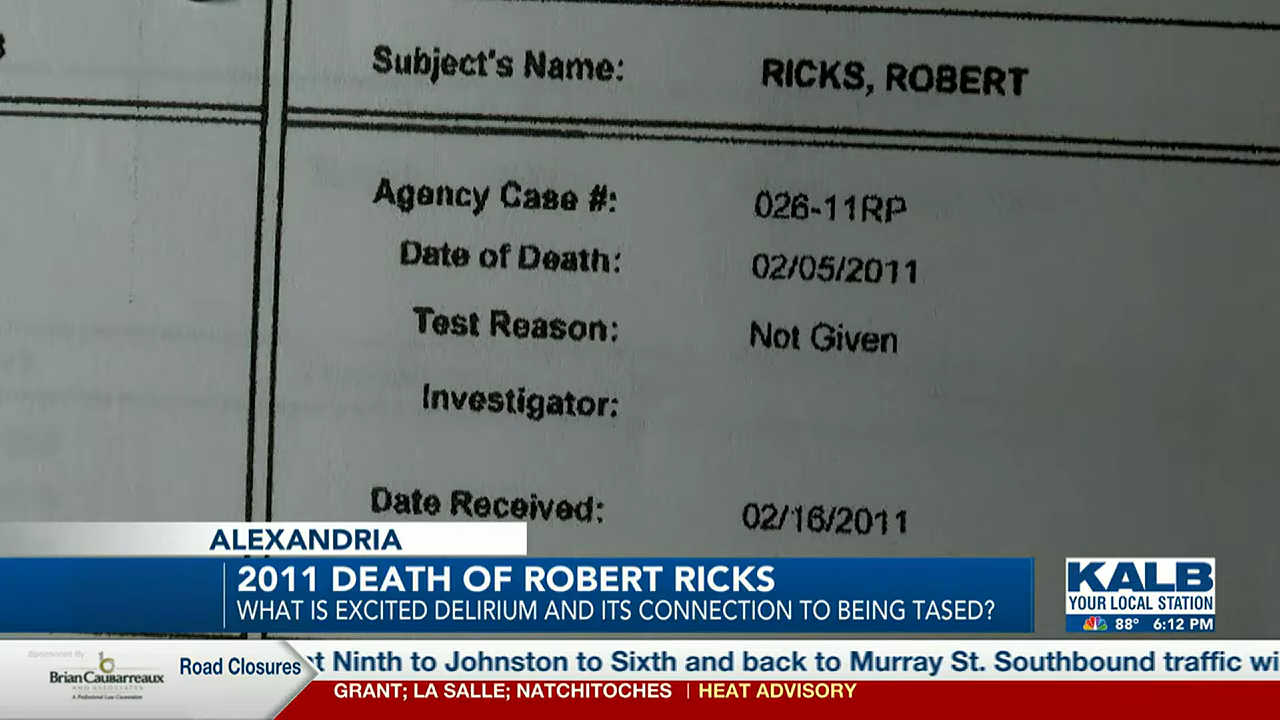 Subject's Name: RICKS, ROBERT
Agency Case #: 026-11RP
Date of Death: 02/05/2011
Test Reason: Not Given
Investigator:
Date Received: 02/16/2011
ALEXANDRIA
2011 DEATH OF ROBERT RICKS
WHAT IS EXCITED DELIRIUM AND ITS CONNECTION TO BEING TASED?
KALB
YOUR LOCAL STATION
88° 6:12 PM
Sponsored By:
Brian Caubarreaux
AND ASSOCIATES
A Professional Law Corporation
Road Closures
t Ninth to Johnston to Sixth and back to Murray St. Southbound traffic wi
GRANT; LA SALLE; NATCHITOCHES | HEAT ADVISORY